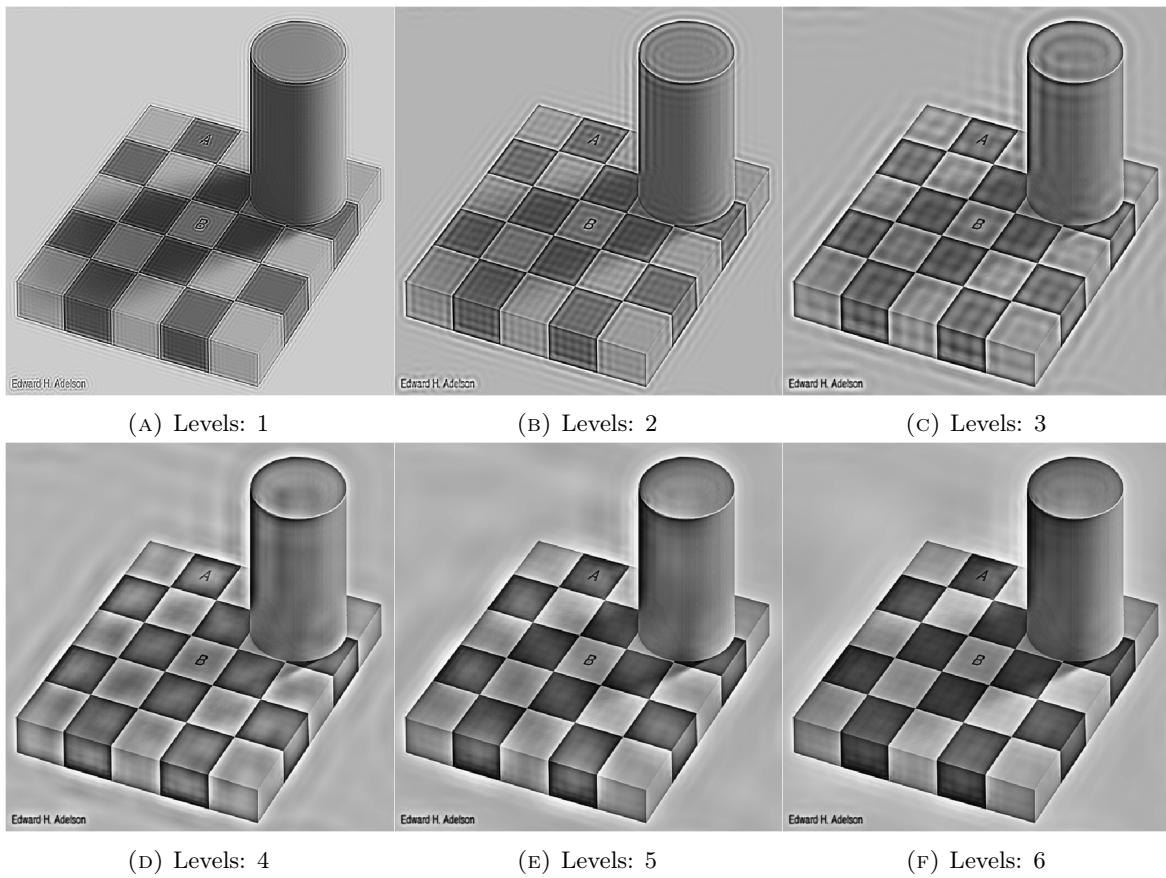 A
B
Edward H. Adelson
A
B
Edward H. Adelson
A
B
Edward H. Adelson
(A) Levels: 1
(B) Levels: 2
(C) Levels: 3
A
B
Edward H. Adelson
A
B
Edward H. Adelson
A
B
Edward H. Adelson
(D) Levels: 4
(E) Levels: 5
(F) Levels: 6